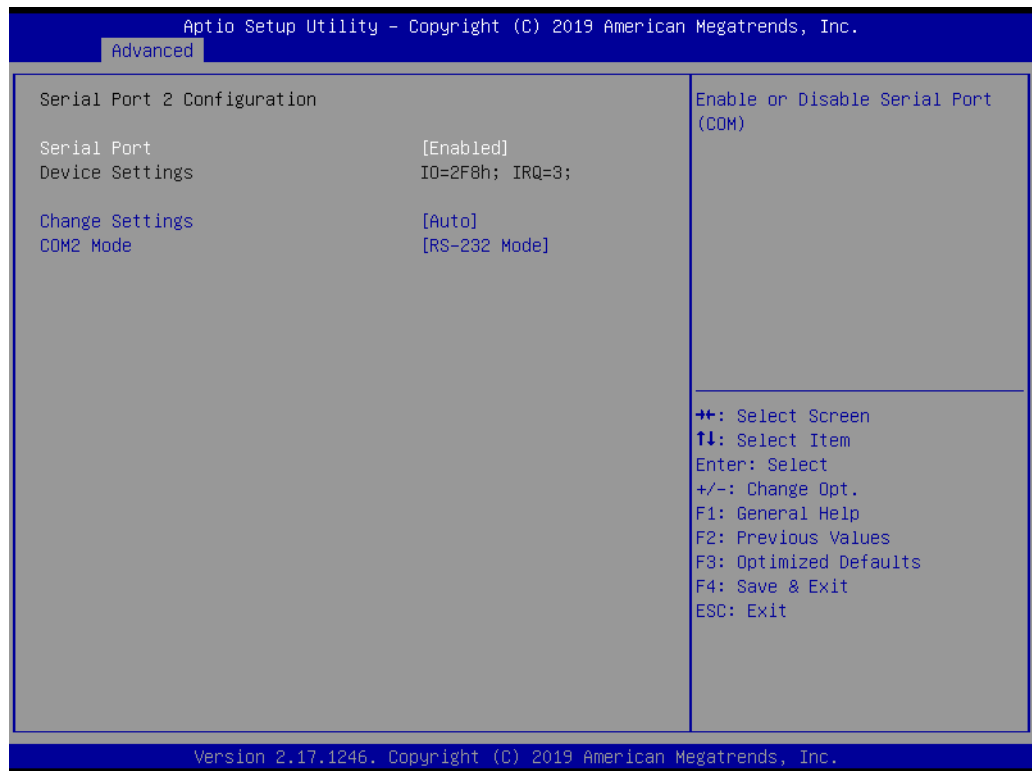 Aptio Setup Utility – Copyright (C) 2019 American Megatrends, Inc.
Advanced
Serial Port 2 Configuration
Serial Port [Enabled]
Device Settings IO=2F8h; IRQ=3;
Change Settings [Auto]
COM2 Mode [RS-232 Mode]
Enable or Disable Serial Port
(COM)
→←: Select Screen
↑↓: Select Item
Enter: Select
+/-: Change Opt.
F1: General Help
F2: Previous Values
F3: Optimized Defaults
F4: Save & Exit
ESC: Exit
Version 2.17.1246. Copyright (C) 2019 American Megatrends, Inc.